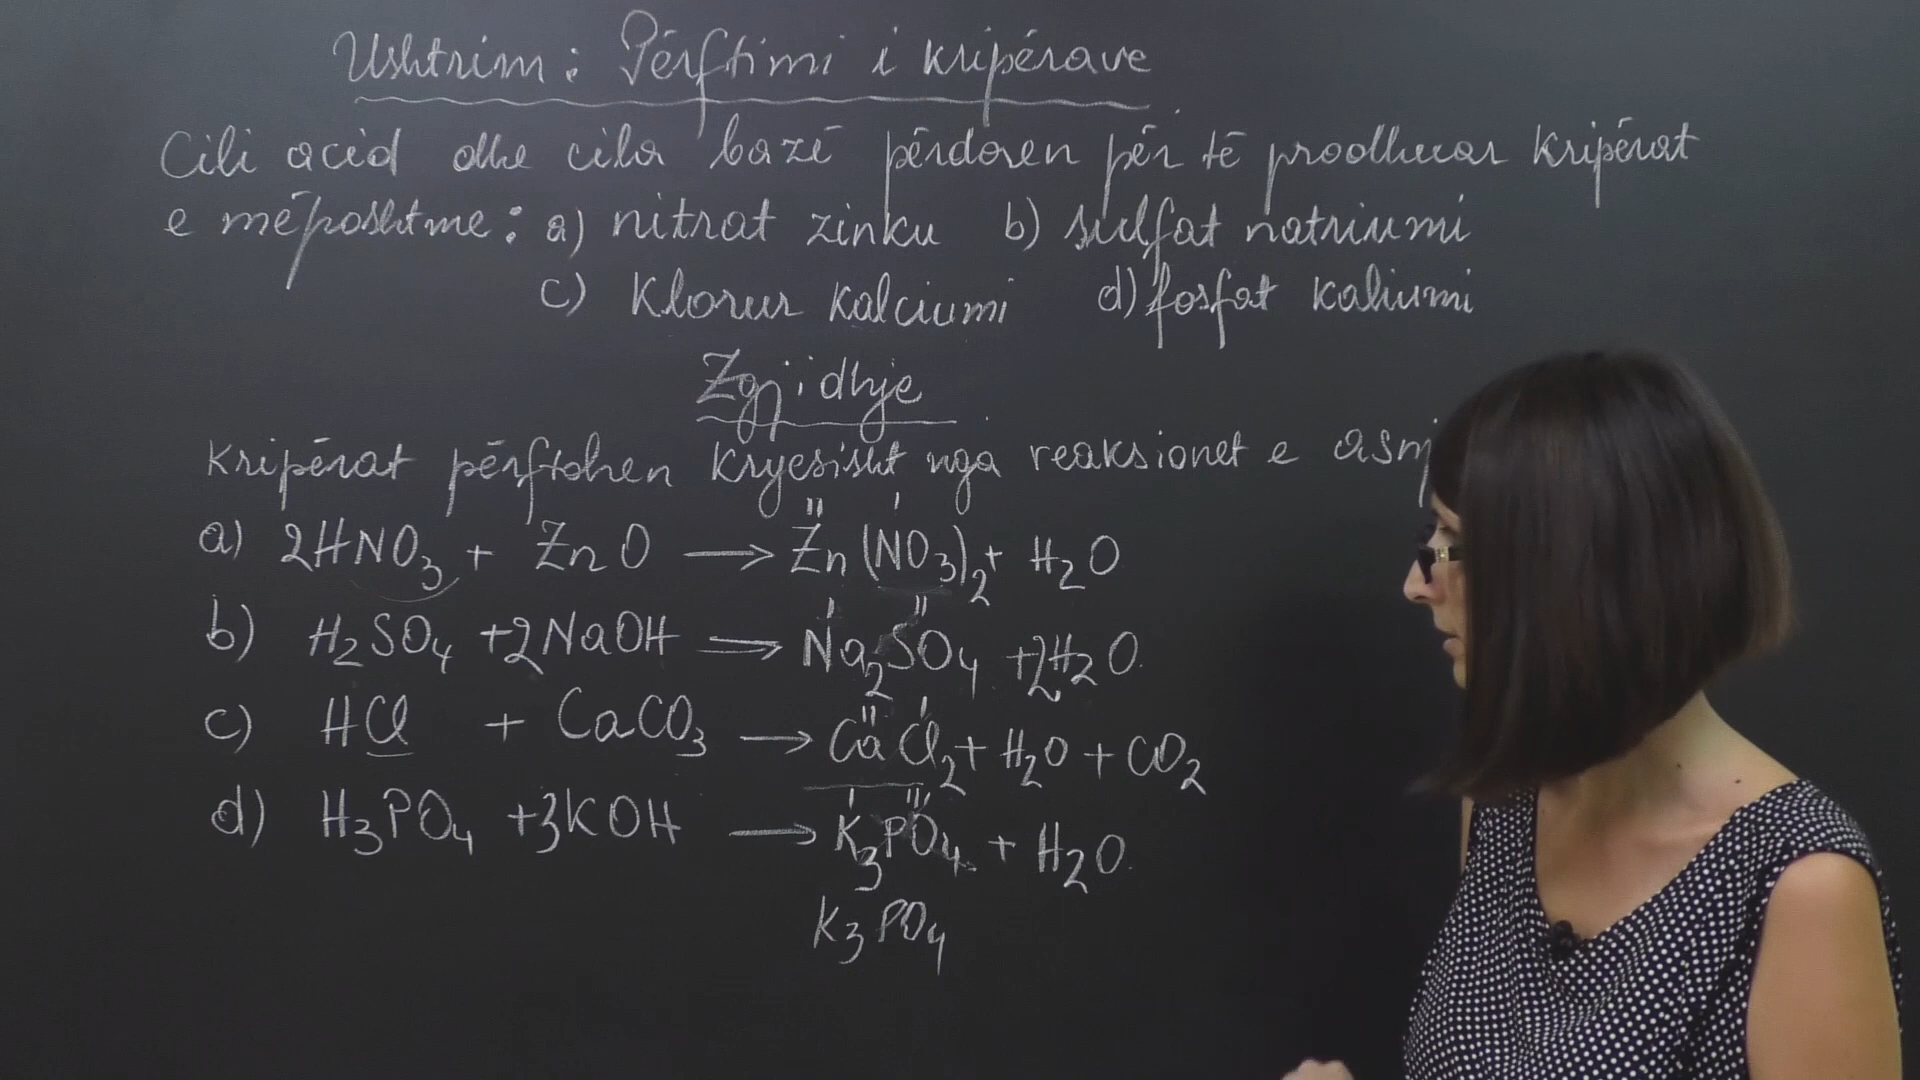 Ushtrim: Përftimi i kripërave
Cili acid dhe cila bazë përdoren për të prodhuar kripërat
e mëposhtme: a) nitrat zinku b) sulfat natriumi
c) Klorur kalciumi d) fosfat kaliumi
Zgjidhje
Kripërat përftohen kryesisht nga reaksionet e
a) 2HNO₃ + ZnO → Zn(NO₃)₂ + H₂O
b) H₂SO₄ + 2NaOH → Na₂SO₄ + 2H₂O
c) HCl + CaCO₃ → CaCl₂ + H₂O + CO₂
d) H₃PO₄ + 3KOH → K₃PO₄ + H₂O
K₃PO₄